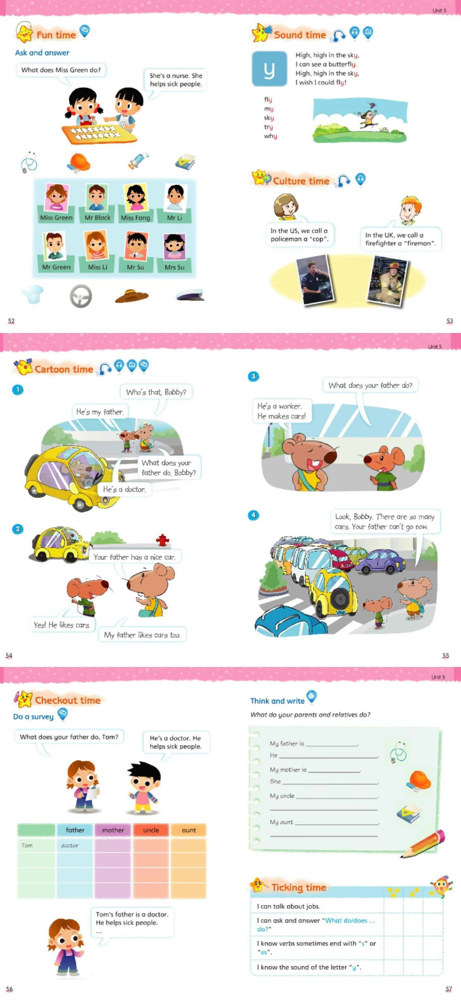 Unit 5
Fun time
Ask and answer
What does Miss Green do?
She's a nurse. She
helps sick people.
Miss Green
Mr Black
Miss Fang
Mr Li
Mr Green
Miss Li
Mr Su
Mrs Su
52
Sound time
y
High, high in the sky,
I can see a butterfly.
High, high in the sky,
I wish I could fly!
fly
my
sky
try
why
Culture time
In the US, we call a
policeman a "cop".
In the UK, we call a
firefighter a "fireman".
53
Unit 5
Cartoon time
1
Who's that, Bobby?
He's my father.
What does your
father do, Bobby?
He's a doctor.
2
Your father has a nice car.
Yes! He likes cars.
My father likes cars too.
54
3
What does your father do?
He's a worker.
He makes cars!
4
Look, Bobby. There are so many
cars. Your father can't go now.
55
Unit 5
Checkout time
Do a survey
What does your father do, Tom?
He's a doctor. He
helps sick people.
father
mother
uncle
aunt
Tom
doctor
Tom's father is a doctor.
He helps sick people.
...
56
Think and write
What do your parents and relatives do?
My father is ____________.
He ____________.
My mother is ____________.
She ____________.
My uncle ____________.
My aunt ____________.
Ticking time
I can talk about jobs.
I can ask and answer "What do/does ...
do?"
I know verbs sometimes end with "s" or
"es".
I know the sound of the letter "y".
57